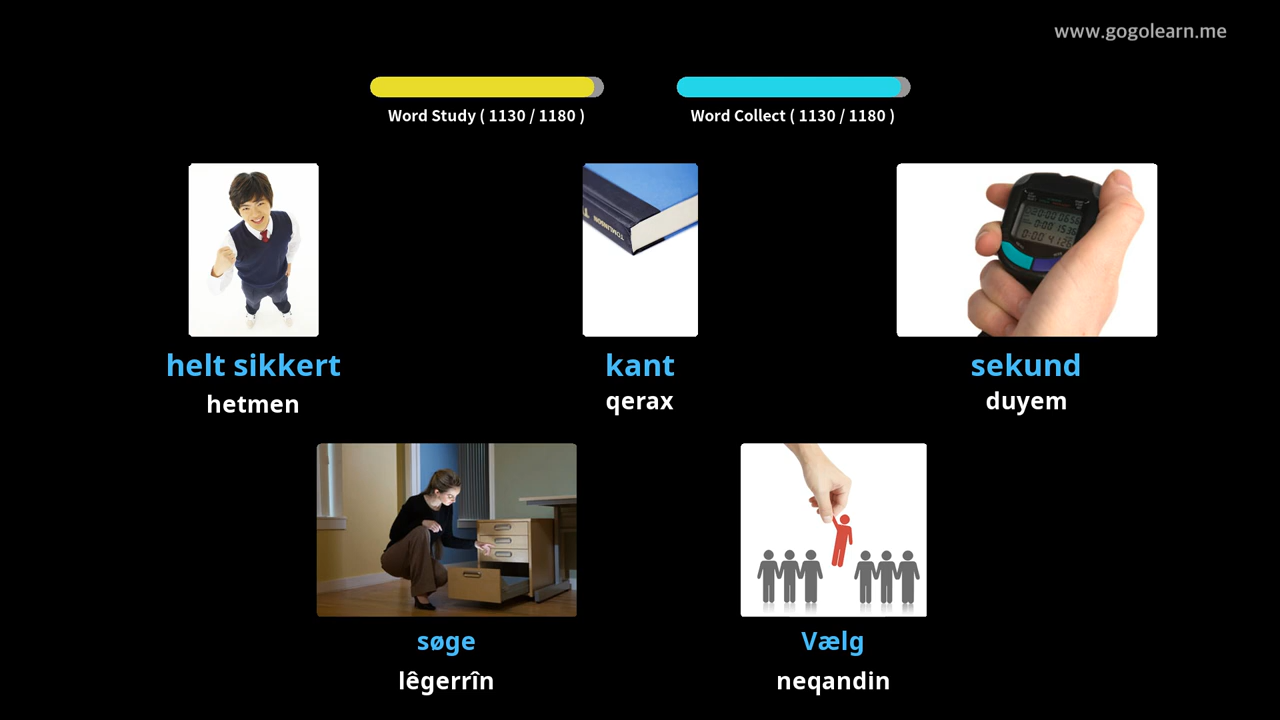 www.gogolearn.me
Word Study ( 1130 / 1180 )
Word Collect ( 1130 / 1180 )
TOMLINSON
helt sikkert
hetmen
kant
qerax
sekund
duyem
søge
lêgerrîn
Vælg
neqandin